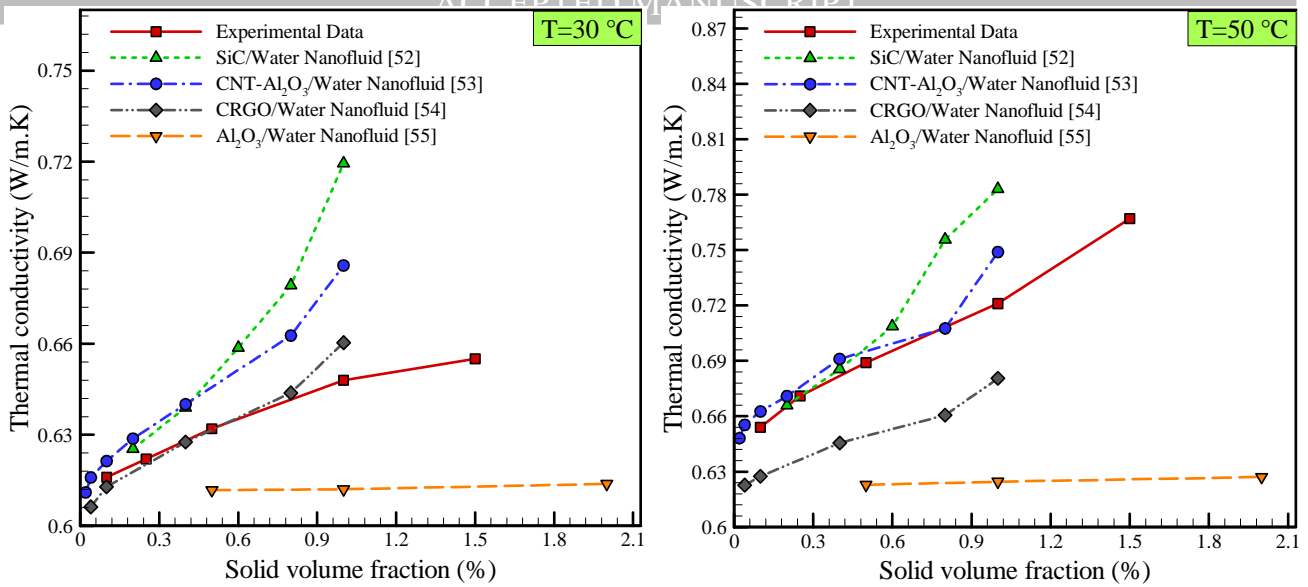 ACCEPTED MANUSCRIPT
T=30 °C
Experimental Data
SiC/Water Nanofluid [52]
CNT-Al₂O₃/Water Nanofluid [53]
CRGO/Water Nanofluid [54]
Al₂O₃/Water Nanofluid [55]
Thermal conductivity (W/m.K)
0.75
0.72
0.69
0.66
0.63
0.6
0 0.3 0.6 0.9 1.2 1.5 1.8 2.1
Solid volume fraction (%)
T=50 °C
Experimental Data
SiC/Water Nanofluid [52]
CNT-Al₂O₃/Water Nanofluid [53]
CRGO/Water Nanofluid [54]
Al₂O₃/Water Nanofluid [55]
Thermal conductivity (W/m.K)
0.87
0.84
0.81
0.78
0.75
0.72
0.69
0.66
0.63
0.6
0 0.3 0.6 0.9 1.2 1.5 1.8 2.1
Solid volume fraction (%)